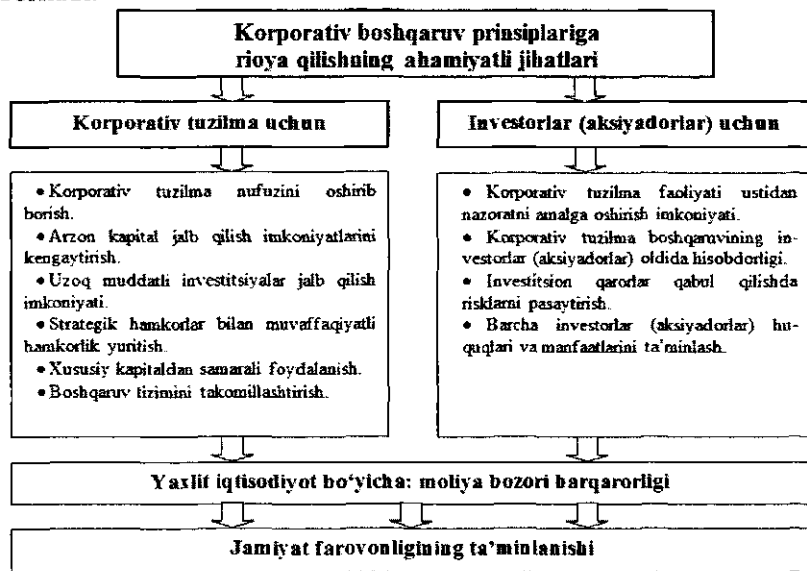 Korporativ boshqaruv prinsiplariga
rioya qilishning ahamiyatli jihatlari
Korporativ tuzilma uchun
• Korporativ tuzilma nufuzini oshirib
borish.
• Arzon kapital jalb qilish imkoniyatlarini
kengaytirish.
• Uzoq muddatli investitsiyalar jalb qilish
imkoniyati.
• Strategik hamkorlar bilan muvaffaqiyatli
hamkorlik yuritish.
• Xususiy kapitaldan samarali foydalanish.
• Boshqaruv tizimini takomillashtirish.
Investorlar (aksiyadorlar) uchun
• Korporativ tuzilma faoliyati ustidan
nazoratni amalga oshirish imkoniyati.
• Korporativ tuzilma boshqaruvining in-
vestorlar (aksiyadorlar) oldida hisobdorligi.
• Investitsion qarorlar qabul qilishda
risklarni pasaytirish.
• Barcha investorlar (aksiyadorlar) hu-
quqlari va manfaatlarini ta'minlash.
Yaxlit iqtisodiyot bo‘yicha: moliya bozori barqarorligi
Jamiyat farovonligining ta'minlanishi